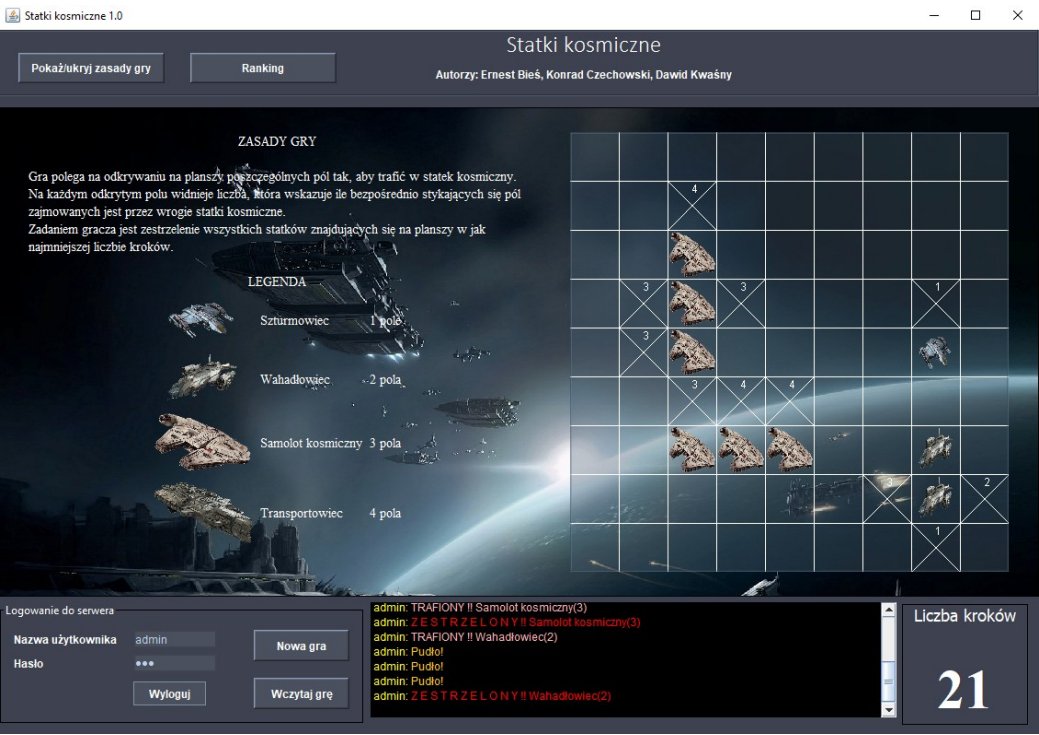 Statki kosmiczne 1.0
Pokaż/ukryj zasady gry
Ranking
Statki kosmiczne
Autorzy: Ernest Bieś, Konrad Czechowski, Dawid Kwaśny
ZASADY GRY
Gra polega na odkrywaniu na planszy poszczególnych pól tak, aby trafić w statek kosmiczny.
Na każdym odkrytym polu widnieje liczba, która wskazuje ile bezpośrednio stykających się pól
zajmowanych jest przez wrogie statki kosmiczne.
Zadaniem gracza jest zestrzelenie wszystkich statków znajdujących się na planszy w jak
najmniejszej liczbie kroków.
LEGENDA
Szturmowiec 1 pole
Wahadłowiec 2 pola
Samolot kosmiczny 3 pola
Transportowiec 4 pola
4
3 3 1
3
3 4 4
3 2
1
Logowanie do serwera
Nazwa użytkownika admin
Hasło
Wyloguj
Nowa gra
Wczytaj grę
admin: TRAFIONY !! Samolot kosmiczny(3)
admin: Z E S T R Z E L O N Y !! Samolot kosmiczny(3)
admin: TRAFIONY !! Wahadłowiec(2)
admin: Pudło!
admin: Pudło!
admin: Pudło!
admin: Z E S T R Z E L O N Y !! Wahadłowiec(2)
Liczba kroków
21